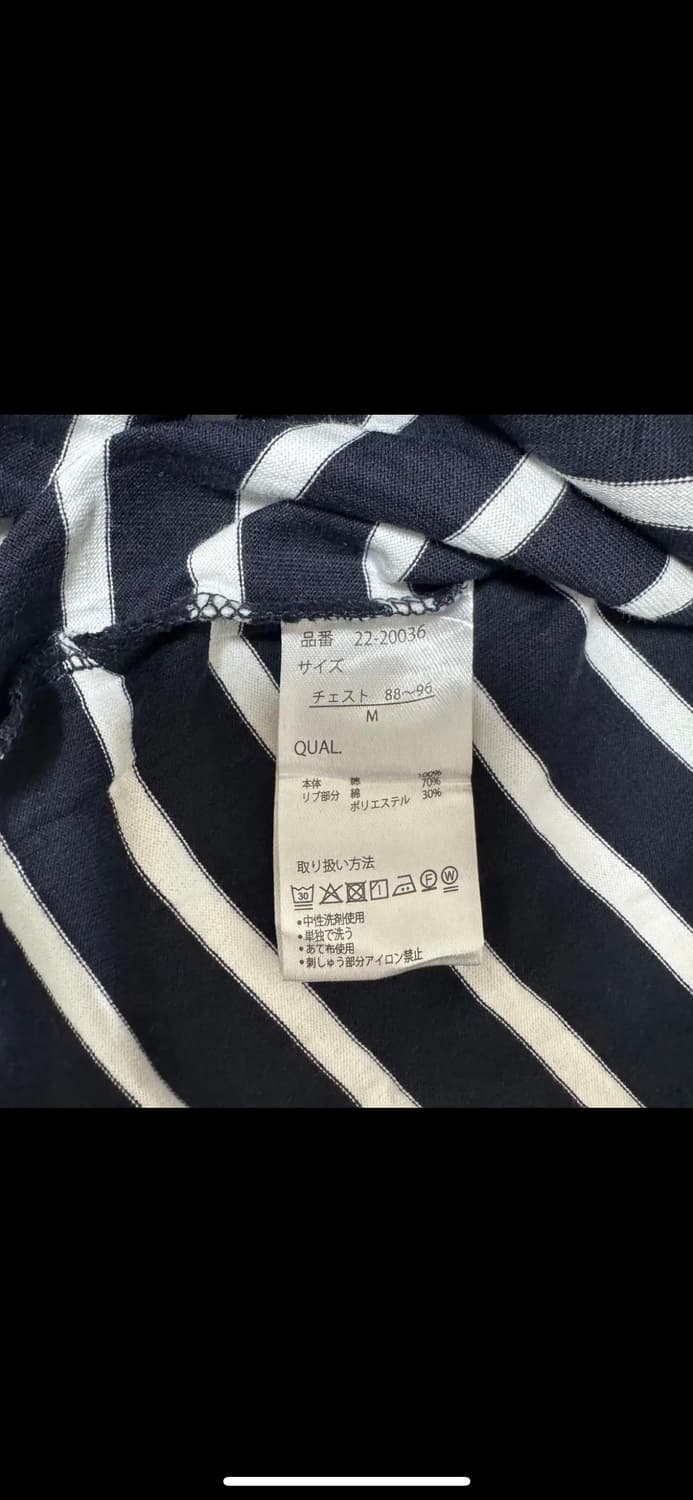 品番 22-20036
サイズ
チェスト 88〜96
M
QUAL.
本体 綿 100%
リブ部分 綿 70%
ポリエステル 30%
取り扱い方法
30 F W
・中性洗剤使用
・単独で洗う
・あて布使用
・刺しゅう部分アイロン禁止